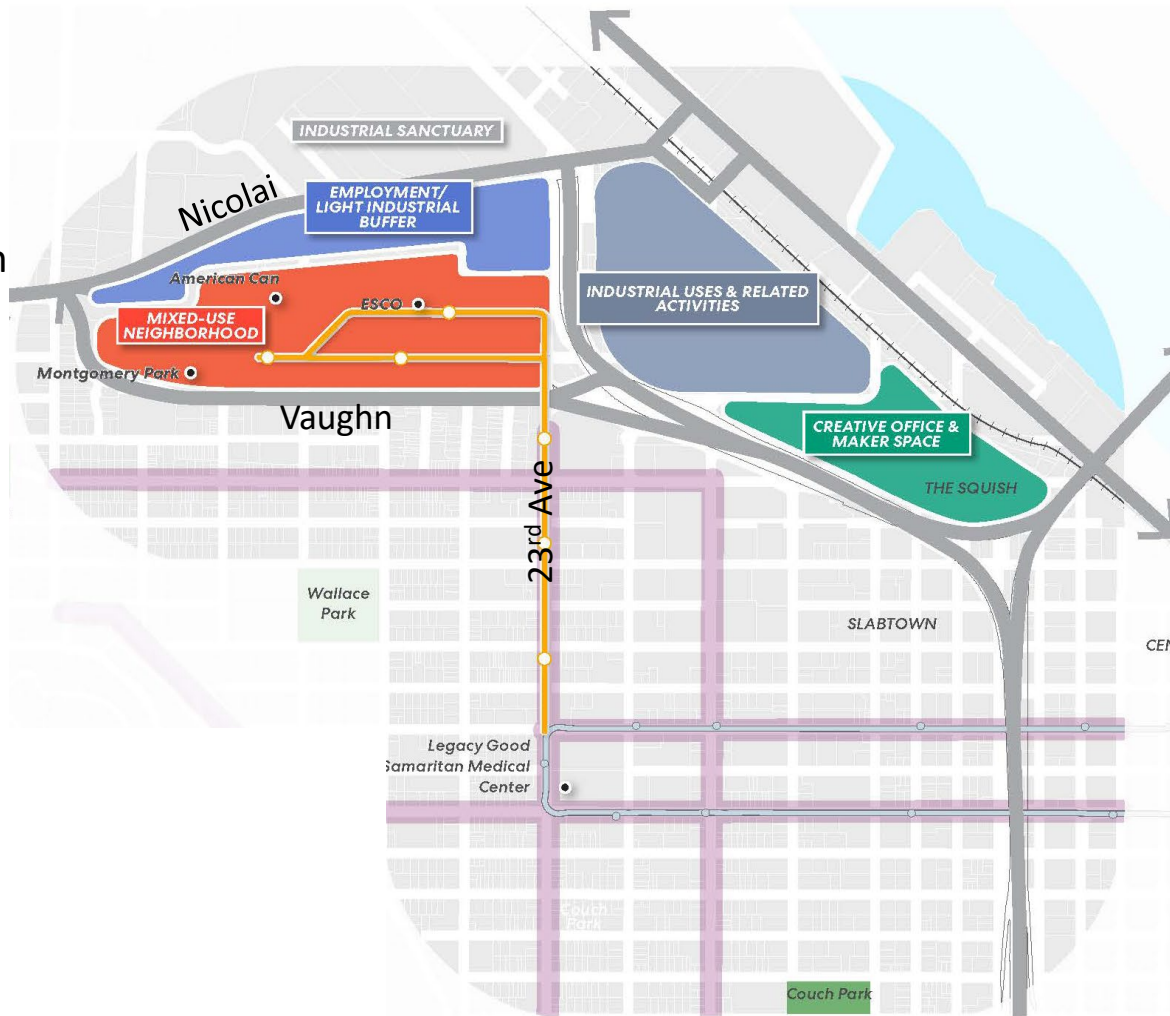 INDUSTRIAL SANCTUARY
Nicolai
EMPLOYMENT/
LIGHT INDUSTRIAL
BUFFER
n
American Can
ESCO
INDUSTRIAL USES & RELATED
ACTIVITIES
MIXED-USE
NEIGHBORHOOD
Montgomery Park
Vaughn
CREATIVE OFFICE &
MAKER SPACE
THE SQUISH
23rd Ave
Wallace
Park
SLABTOWN
CEN
Legacy Good
Samaritan Medical
Center
Couch
Park
Couch Park